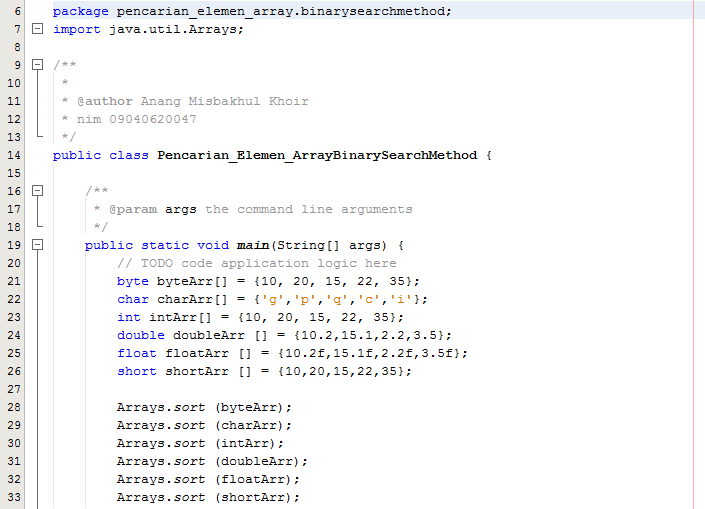 6 package pencarian_elemen_array.binarysearchmethod;
7 import java.util.Arrays;
8
9 /**
10 *
11 * @author Anang Misbakhul Khoir
12 * nim 09040620047
13 */
14 public class Pencarian_Elemen_ArrayBinarySearchMethod {
15
16 /**
17 * @param args the command line arguments
18 */
19 public static void main(String[] args) {
20 // TODO code application logic here
21 byte byteArr[] = {10, 20, 15, 22, 35};
22 char charArr[] = {'g','p','q','c','i'};
23 int intArr[] = {10, 20, 15, 22, 35};
24 double doubleArr [] = {10.2,15.1,2.2,3.5};
25 float floatArr [] = {10.2f,15.1f,2.2f,3.5f};
26 short shortArr [] = {10,20,15,22,35};
27
28 Arrays.sort (byteArr);
29 Arrays.sort (charArr);
30 Arrays.sort (intArr);
31 Arrays.sort (doubleArr);
32 Arrays.sort (floatArr);
33 Arrays.sort (shortArr);